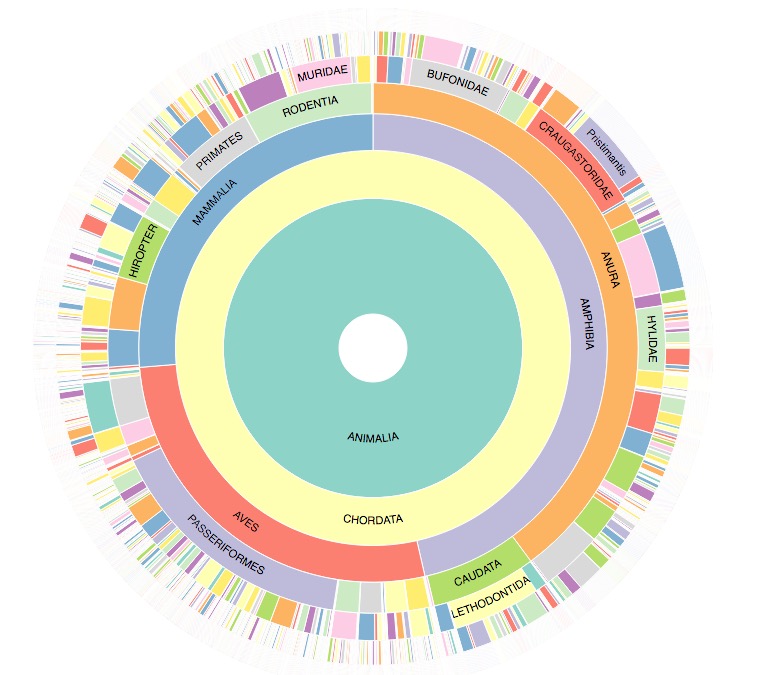 MURIDAE
BUFONIDAE
RODENTIA
PRIMATES
CRAUGASTORIDAE
Pristimantis
MAMMALIA
HIROPTER
ANURA
AMPHIBIA
HYLIDAE
ANIMALIA
CHORDATA
AVES
PASSERIFORMES
CAUDATA
LETHODONTIDA